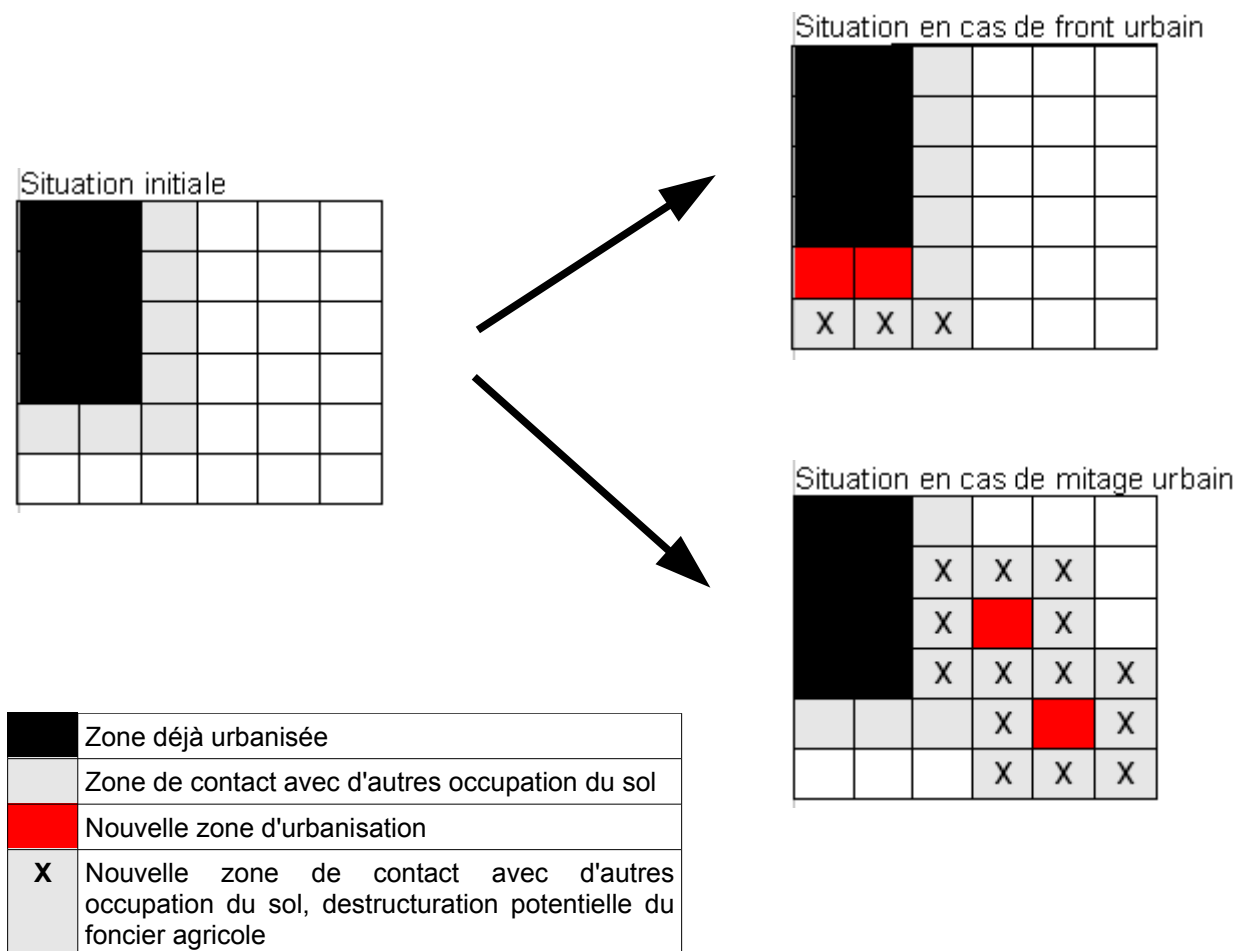 Situation en cas de front urbain
X X X
Situation initiale
Situation en cas de mitage urbain
X X X
X X
X X X X
X X
X X X
Zone déjà urbanisée
Zone de contact avec d'autres occupation du sol
Nouvelle zone d'urbanisation
X Nouvelle zone de contact avec d'autres
occupation du sol, destructuration potentielle du
foncier agricole